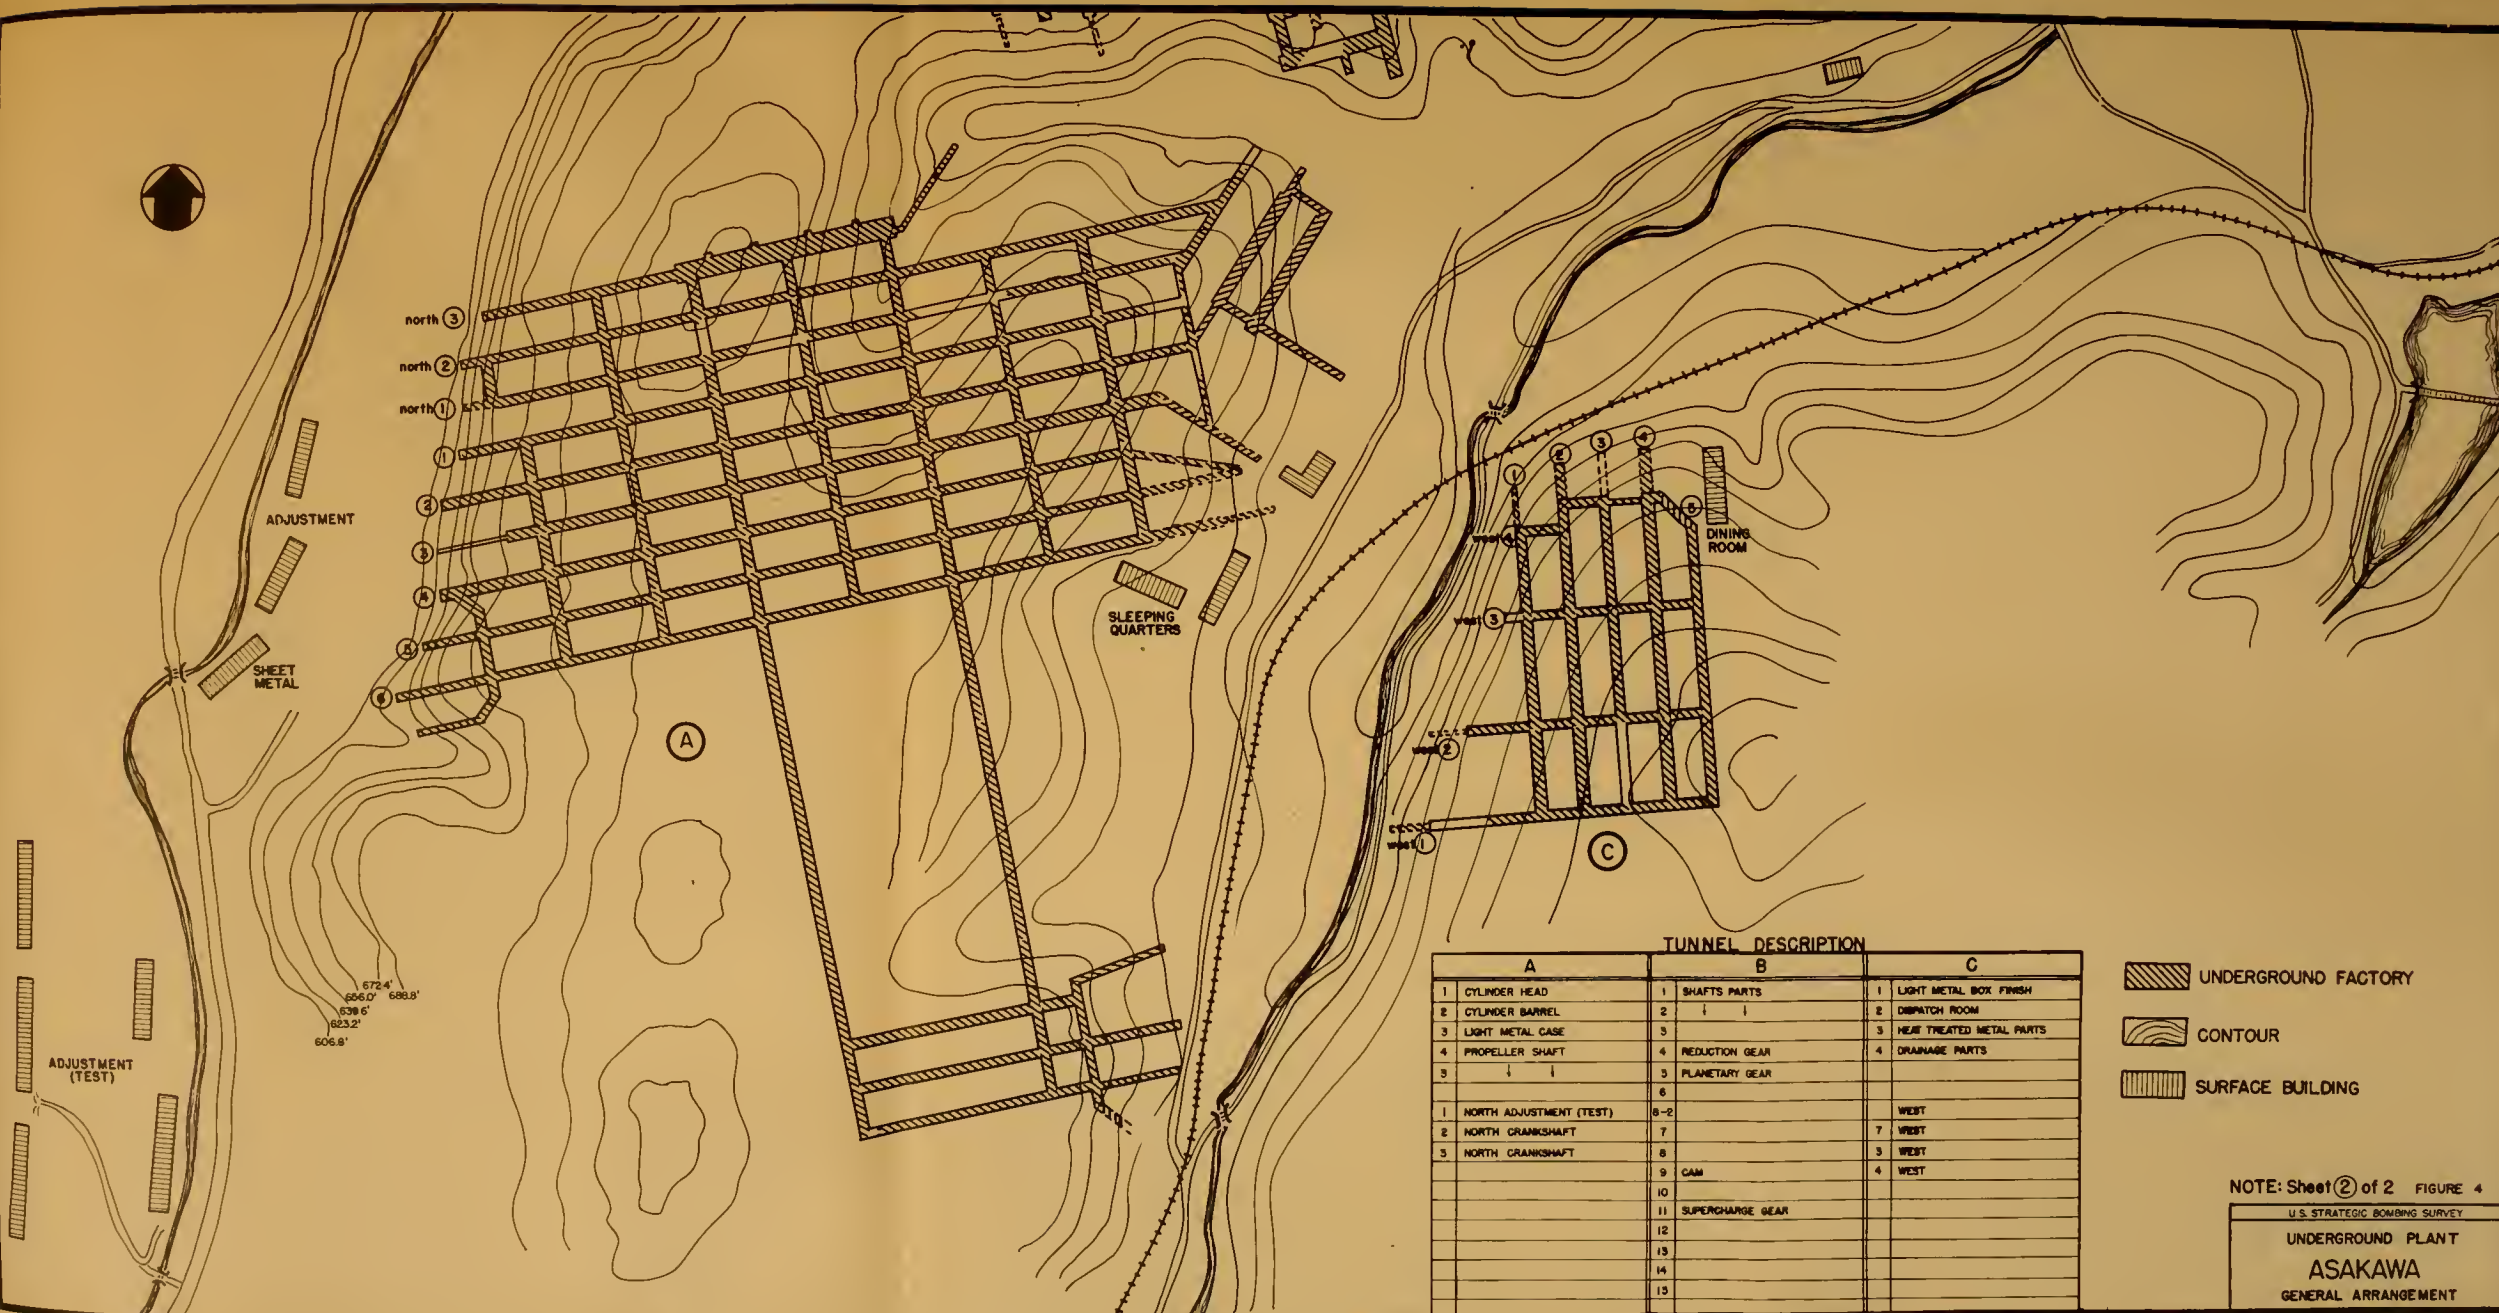 north 3
north 2
north 1
1
2
3
4
5
6
ADJUSTMENT
SHEET
METAL
A
SLEEPING
QUARTERS
1
2
3
4
5
DINING
ROOM
west 4
west 3
west 2
west 1
C
672.4'
656.0' 688.8'
639.6'
623.2'
606.8'
ADJUSTMENT
(TEST)
TUNNEL DESCRIPTION
A B C
1 CYLINDER HEAD 1 SHAFTS PARTS 1 LIGHT METAL BOX FINISH
2 CYLINDER BARREL 2 ↓ ↓ 2 DISPATCH ROOM
3 LIGHT METAL CASE 3 3 HEAT TREATED METAL PARTS
4 PROPELLER SHAFT 4 REDUCTION GEAR 4 DRAINAGE PARTS
5 ↓ ↓ 5 PLANETARY GEAR
6
1 NORTH ADJUSTMENT (TEST) 6-2 WEST
2 NORTH CRANKSHAFT 7 7 WEST
3 NORTH CRANKSHAFT 8 3 WEST
9 CAM 4 WEST
10
11 SUPERCHARGE GEAR
12
13
14
15
UNDERGROUND FACTORY
CONTOUR
SURFACE BUILDING
NOTE: Sheet 2 of 2 FIGURE 4
U.S. STRATEGIC BOMBING SURVEY
UNDERGROUND PLANT
ASAKAWA
GENERAL ARRANGEMENT